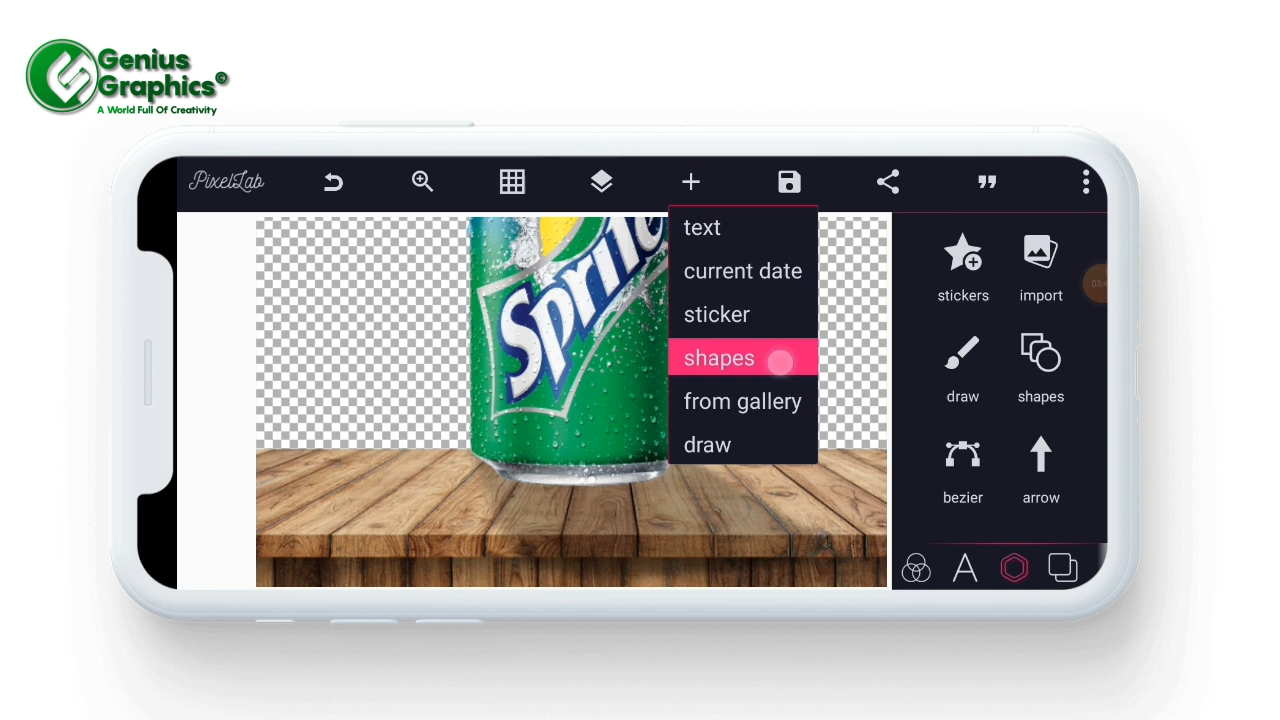 Genius
Graphics©
A World Full Of Creativity
PixelLab
text
current date
sticker
shapes
from gallery
draw
Sprite
stickers
import
draw
shapes
bezier
arrow